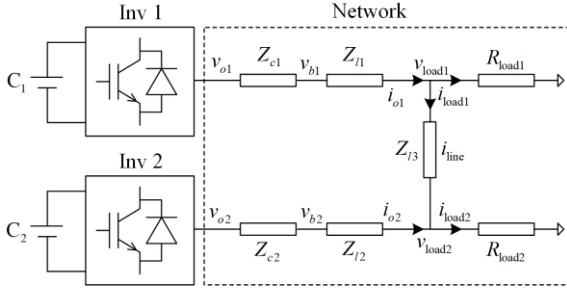 Inv 1
Network
C1
vo1 Zc1 vb1 Zl1 vload1 Rload1
io1 iload1
Zl3 iline
Inv 2
C2
vo2 vb2 io2 iload2
Zc2 Zl2 vload2 Rload2